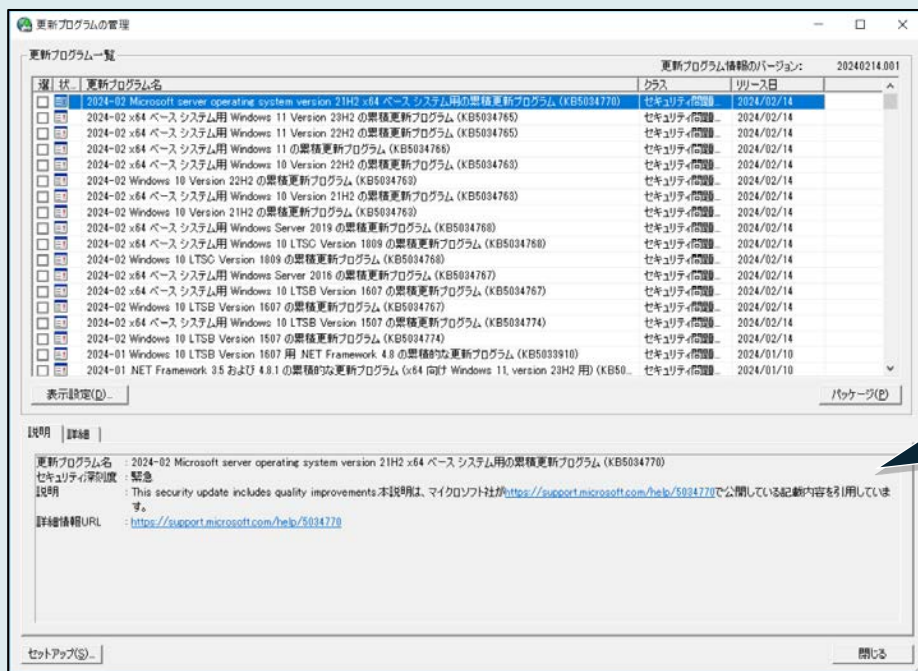 更新プログラムの管理
更新プログラム一覧
更新プログラム情報のバージョン: 20240214.001
選 状... 更新プログラム名 クラス リリース日
2024-02 Microsoft server operating system version 21H2 x64 ベース システム用の累積更新プログラム (KB5034770) セキュリティ問題... 2024/02/14
2024-02 x64 ベース システム用 Windows 11 Version 23H2 の累積更新プログラム (KB5034765) セキュリティ問題... 2024/02/14
2024-02 x64 ベース システム用 Windows 11 Version 22H2 の累積更新プログラム (KB5034765) セキュリティ問題... 2024/02/14
2024-02 x64 ベース システム用 Windows 11 の累積更新プログラム (KB5034766) セキュリティ問題... 2024/02/14
2024-02 x64 ベース システム用 Windows 10 Version 22H2 の累積更新プログラム (KB5034763) セキュリティ問題... 2024/02/14
2024-02 Windows 10 Version 22H2 の累積更新プログラム (KB5034763) セキュリティ問題... 2024/02/14
2024-02 x64 ベース システム用 Windows 10 Version 21H2 の累積更新プログラム (KB5034763) セキュリティ問題... 2024/02/14
2024-02 Windows 10 Version 21H2 の累積更新プログラム (KB5034763) セキュリティ問題... 2024/02/14
2024-02 x64 ベース システム用 Windows Server 2019 の累積更新プログラム (KB5034768) セキュリティ問題... 2024/02/14
2024-02 x64 ベース システム用 Windows 10 LTSC Version 1809 の累積更新プログラム (KB5034768) セキュリティ問題... 2024/02/14
2024-02 Windows 10 LTSC Version 1809 の累積更新プログラム (KB5034768) セキュリティ問題... 2024/02/14
2024-02 x64 ベース システム用 Windows Server 2016 の累積更新プログラム (KB5034767) セキュリティ問題... 2024/02/14
2024-02 x64 ベース システム用 Windows 10 LTSB Version 1607 の累積更新プログラム (KB5034767) セキュリティ問題... 2024/02/14
2024-02 Windows 10 LTSB Version 1607 の累積更新プログラム (KB5034767) セキュリティ問題... 2024/02/14
2024-02 x64 ベース システム用 Windows 10 LTSB Version 1507 の累積更新プログラム (KB5034774) セキュリティ問題... 2024/02/14
2024-02 Windows 10 LTSB Version 1507 の累積更新プログラム (KB5034774) セキュリティ問題... 2024/02/14
2024-01 Windows 10 LTSB Version 1607 用 .NET Framework 4.8 の累積的な更新プログラム (KB5033910) セキュリティ問題... 2024/01/10
2024-01 .NET Framework 3.5 および 4.8.1 の累積的な更新プログラム (x64 向け Windows 11, version 23H2 用) (KB50... セキュリティ問題... 2024/01/10
表示設定(D)... パッケージ(P)
説明 詳細
更新プログラム名 : 2024-02 Microsoft server operating system version 21H2 x64 ベース システム用の累積更新プログラム (KB5034770)
セキュリティ深刻度 : 緊急
説明 : This security update includes quality improvements.本説明は、マイクロソフト社がhttps://support.microsoft.com/help/5034770で公開している記載内容を引用していま
す。
詳細情報URL : https://support.microsoft.com/help/5034770
セットアップ(S)... 閉じる